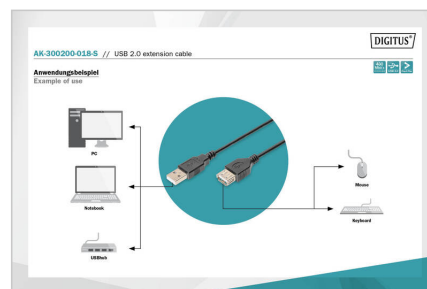 DIGITUS®
AK-300200-018-S // USB 2.0 extension cable
Anwendungsbeispiel
Example of use
PC
Notebook
USBhub
Mouse
Keyboard